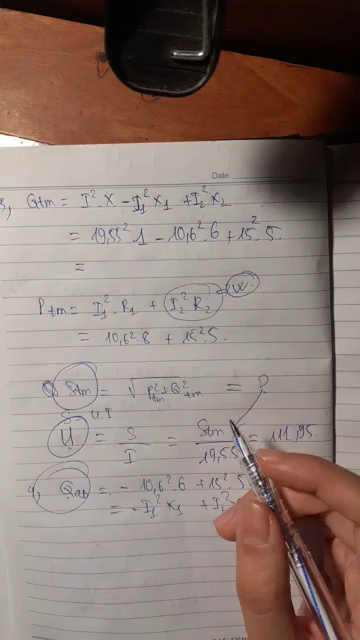 Date:
3, Qtm = I². X - I₁² X₁ + I₂² X₂
= 19,55². 1 - 10,6². 6 + 15². 5.
=
Ptm = I₁². R₁ + I₂² R₂ → W.
= 10,6². 8 + 15². 5.
Stm = √P²tm + Q²tm = ?
S = U.I
U = S/I = Stm/19,55 = 111,95.
4, Qab = - 10,6². 6 + 15². 5
= - I₁² X₁ + I₂²